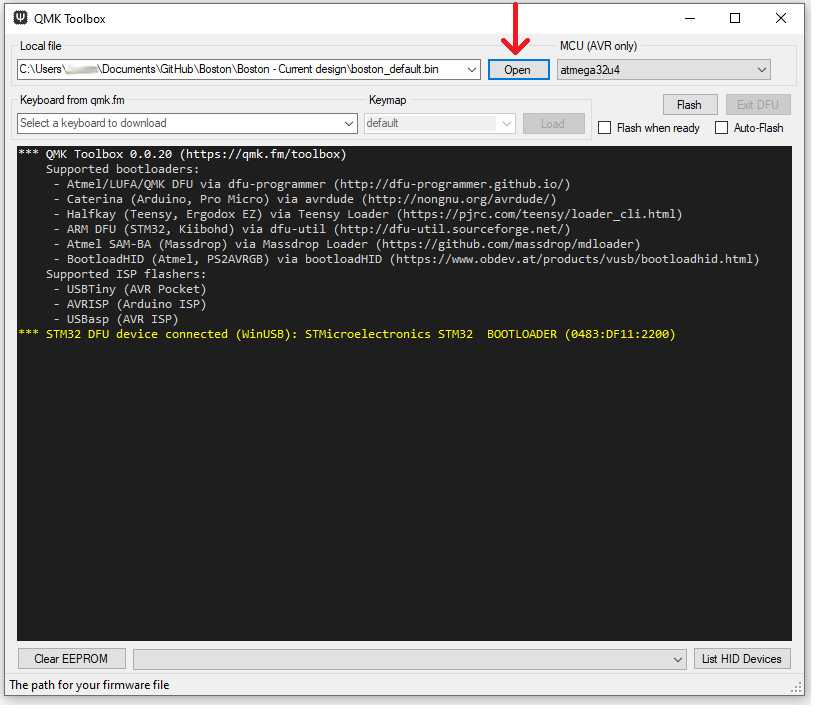 QMK Toolbox
Local file
MCU (AVR only)
C:\Users\ \Documents\GitHub\Boston\Boston - Current design\boston_default.bin
Open
atmega32u4
Keyboard from qmk.fm
Keymap
Flash
Exit DFU
Select a keyboard to download
default
Load
Flash when ready
Auto-Flash
*** QMK Toolbox 0.0.20 (https://qmk.fm/toolbox)
Supported bootloaders:
- Atmel/LUFA/QMK DFU via dfu-programmer (http://dfu-programmer.github.io/)
- Caterina (Arduino, Pro Micro) via avrdude (http://nongnu.org/avrdude/)
- Halfkay (Teensy, Ergodox EZ) via Teensy Loader (https://pjrc.com/teensy/loader_cli.html)
- ARM DFU (STM32, Kiibohd) via dfu-util (http://dfu-util.sourceforge.net/)
- Atmel SAM-BA (Massdrop) via Massdrop Loader (https://github.com/massdrop/mdloader)
- BootloadHID (Atmel, PS2AVRGB) via bootloadHID (https://www.obdev.at/products/vusb/bootloadhid.html)
Supported ISP flashers:
- USBTiny (AVR Pocket)
- AVRISP (Arduino ISP)
- USBasp (AVR ISP)
*** STM32 DFU device connected (WinUSB): STMicroelectronics STM32  BOOTLOADER (0483:DF11:2200)
Clear EEPROM
List HID Devices
The path for your firmware file